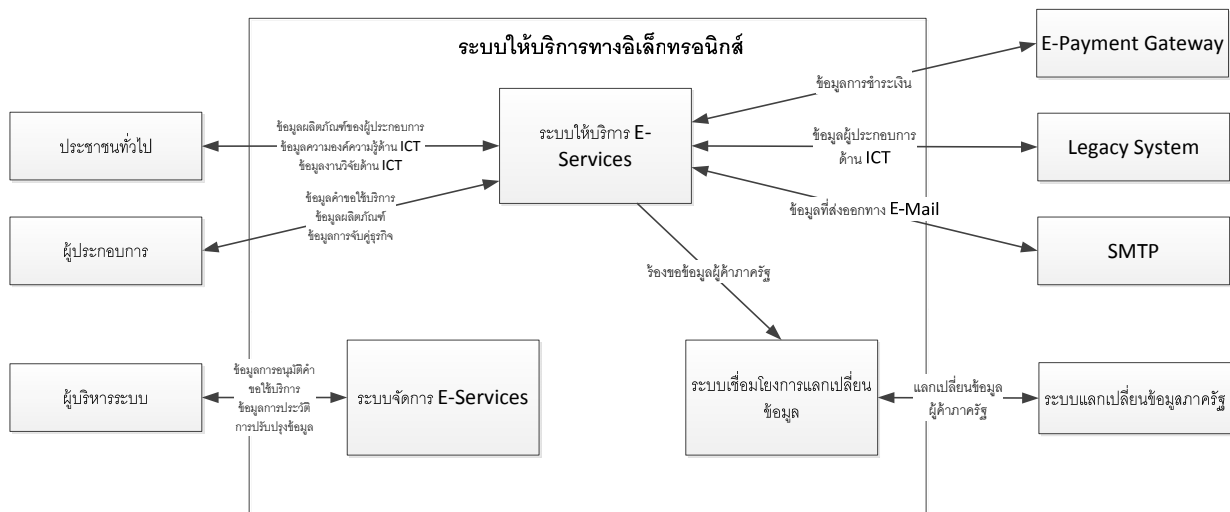 ระบบให้บริการทางอิเล็กทรอนิกส์
E-Payment Gateway
ข้อมูลการชำระเงิน
ประชาชนทั่วไป
ข้อมูลผลิตภัณฑ์ของผู้ประกอบการ
ข้อมูลความองค์ความรู้ด้าน ICT
ข้อมูลงานวิจัยด้าน ICT
ระบบให้บริการ E-
Services
ข้อมูลผู้ประกอบการ
ด้าน ICT
Legacy System
ผู้ประกอบการ
ข้อมูลคำขอใช้บริการ
ข้อมูลผลิตภัณฑ์
ข้อมูลการจับคู่ธุรกิจ
ข้อมูลที่ส่งออกทาง E-Mail
SMTP
ร้องขอข้อมูลผู้ค้าภาครัฐ
ผู้บริหารระบบ
ข้อมูลการอนุมัติคำ
ขอใช้บริการ
ข้อมูลการประวัติ
การปรับปรุงข้อมูล
ระบบจัดการ E-Services
ระบบเชื่อมโยงการแลกเปลี่ยน
ข้อมูล
แลกเปลี่ยนข้อมูล
ผู้ค้าภาครัฐ
ระบบแลกเปลี่ยนข้อมูลภาครัฐ